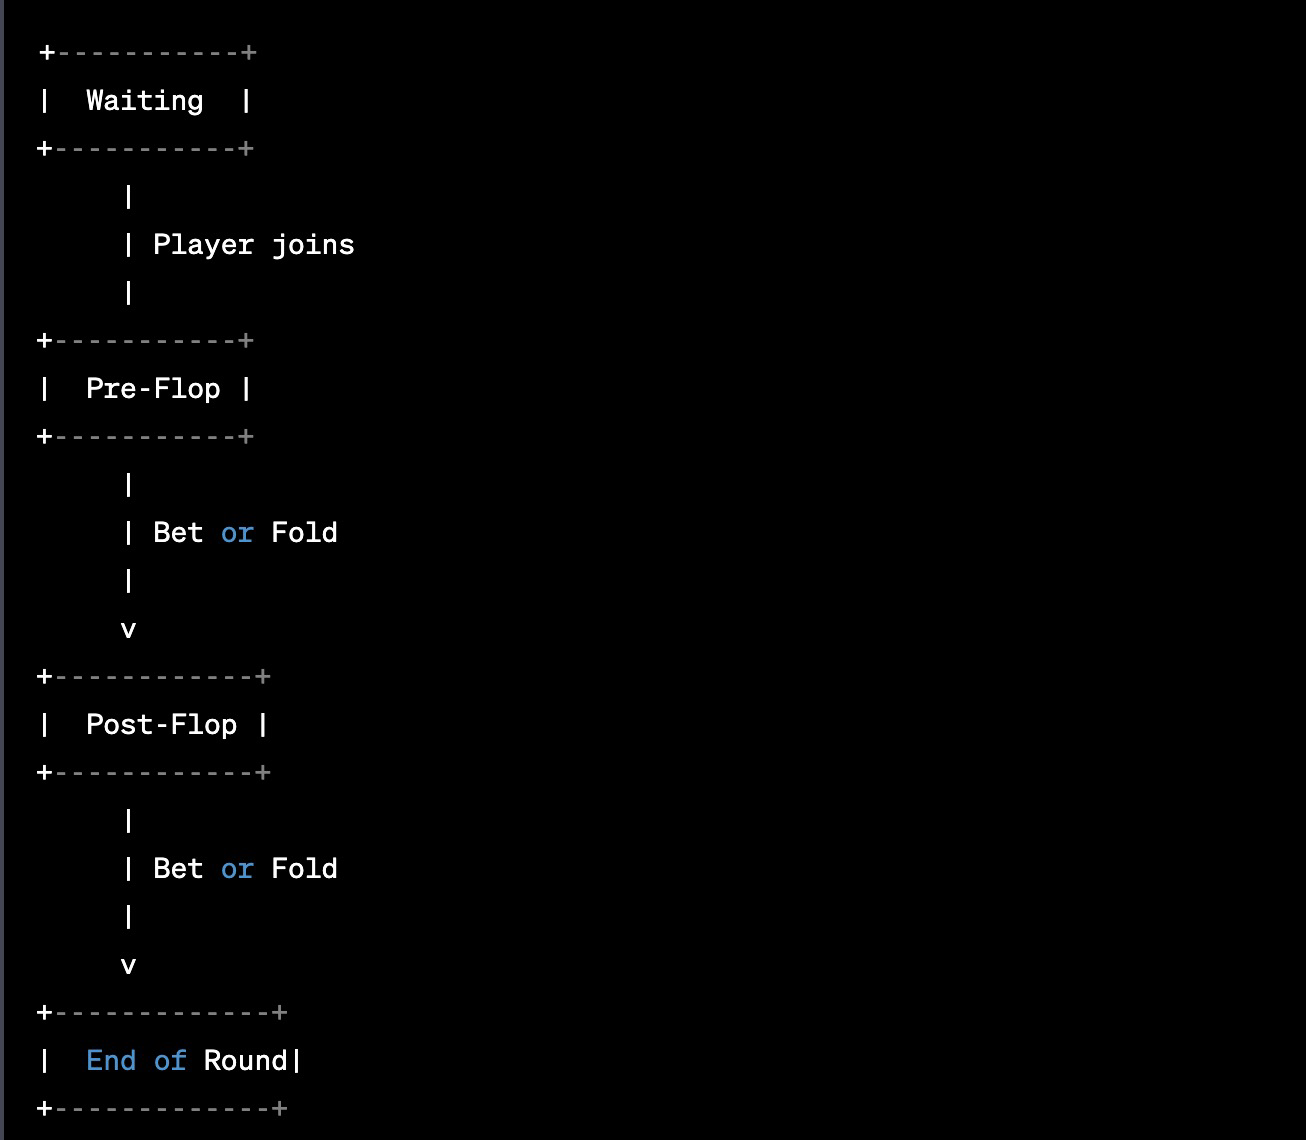 +-----------+
|  Waiting  |
+-----------+
     |
     | Player joins
     |
+-----------+
|  Pre-Flop |
+-----------+
     |
     | Bet or Fold
     |
     v
+------------+
|  Post-Flop |
+------------+
     |
     | Bet or Fold
     |
     v
+-------------+
|  End of Round|
+-------------+